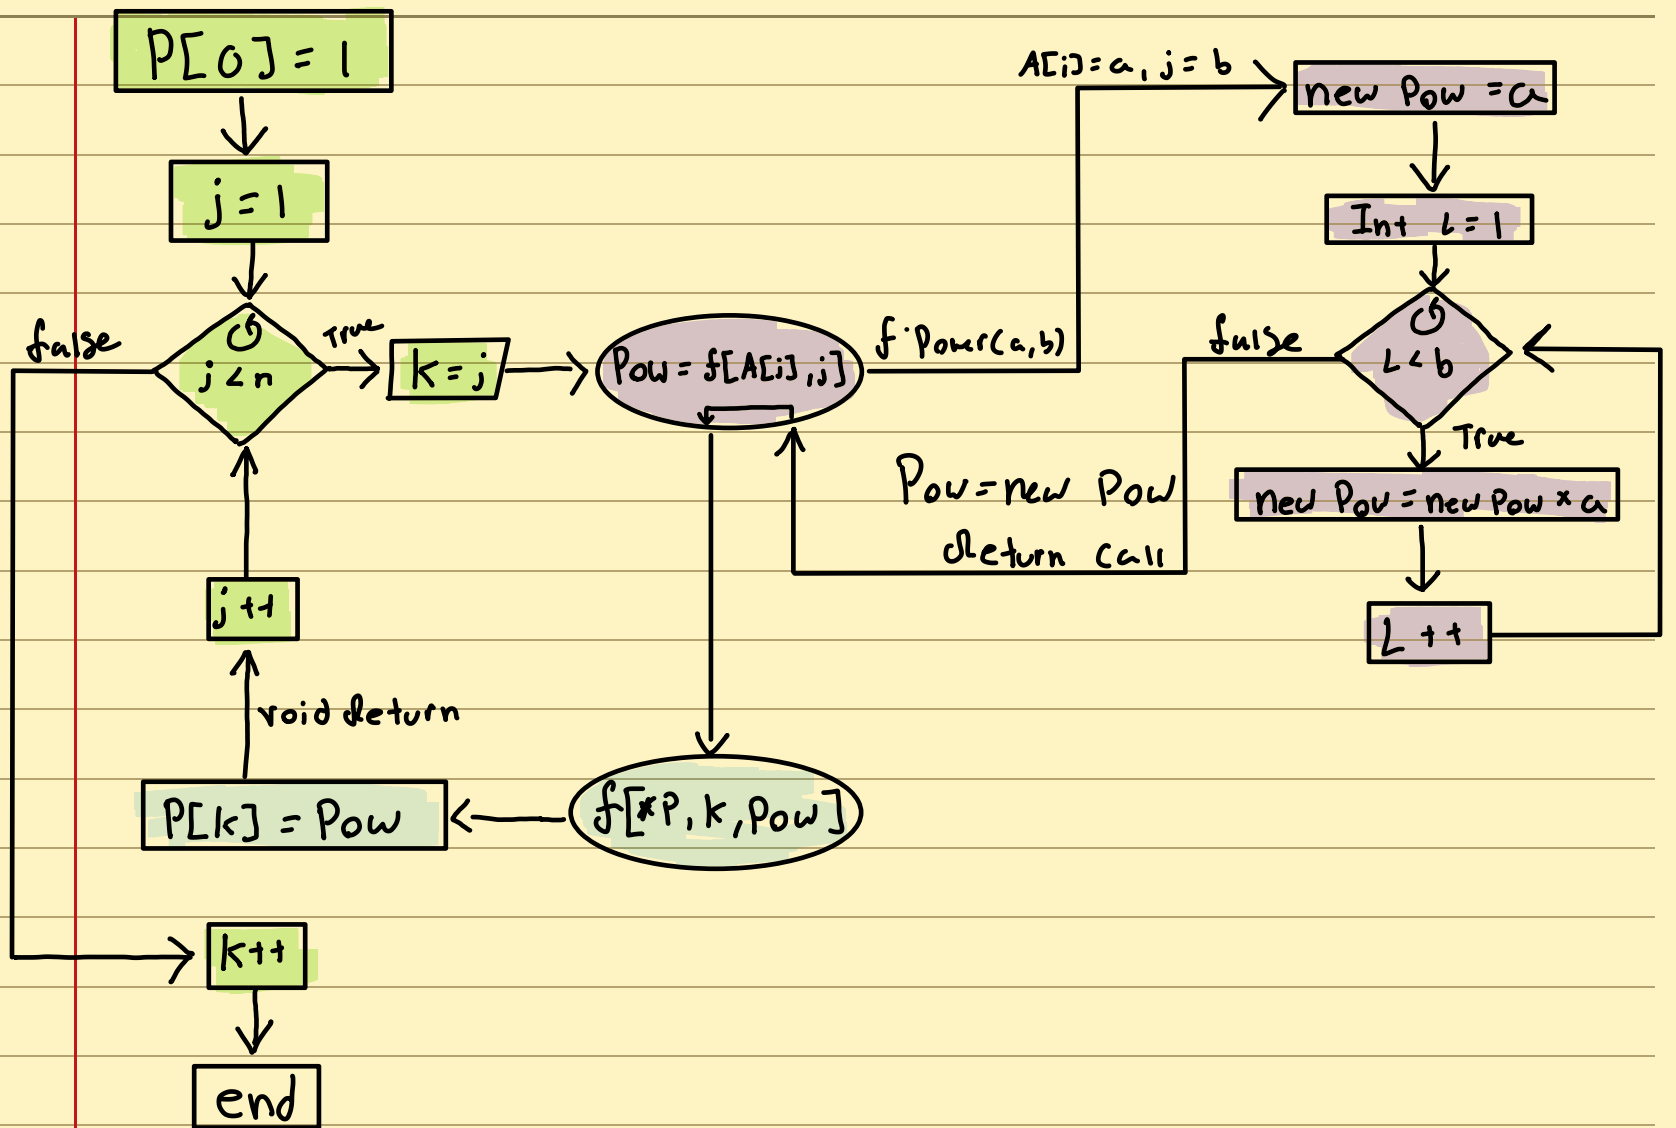 P[0] = 1
j = 1
j < n
false
True
k = j
Pow = f[A[i], j]
f: Power(a, b)
A[i] = a, j = b
new Pow = a
Int L = 1
L < b
false
True
new Pow = new pow * a
L ++
Pow = new Pow
return call
f[*P, k, Pow]
P[k] = Pow
void return
j ++
k++
end